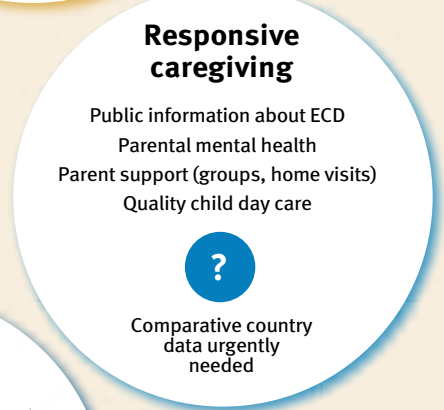 Responsive
caregiving
Public information about ECD
Parental mental health
Parent support (groups, home visits)
Quality child day care
?
Comparative country
data urgently
needed